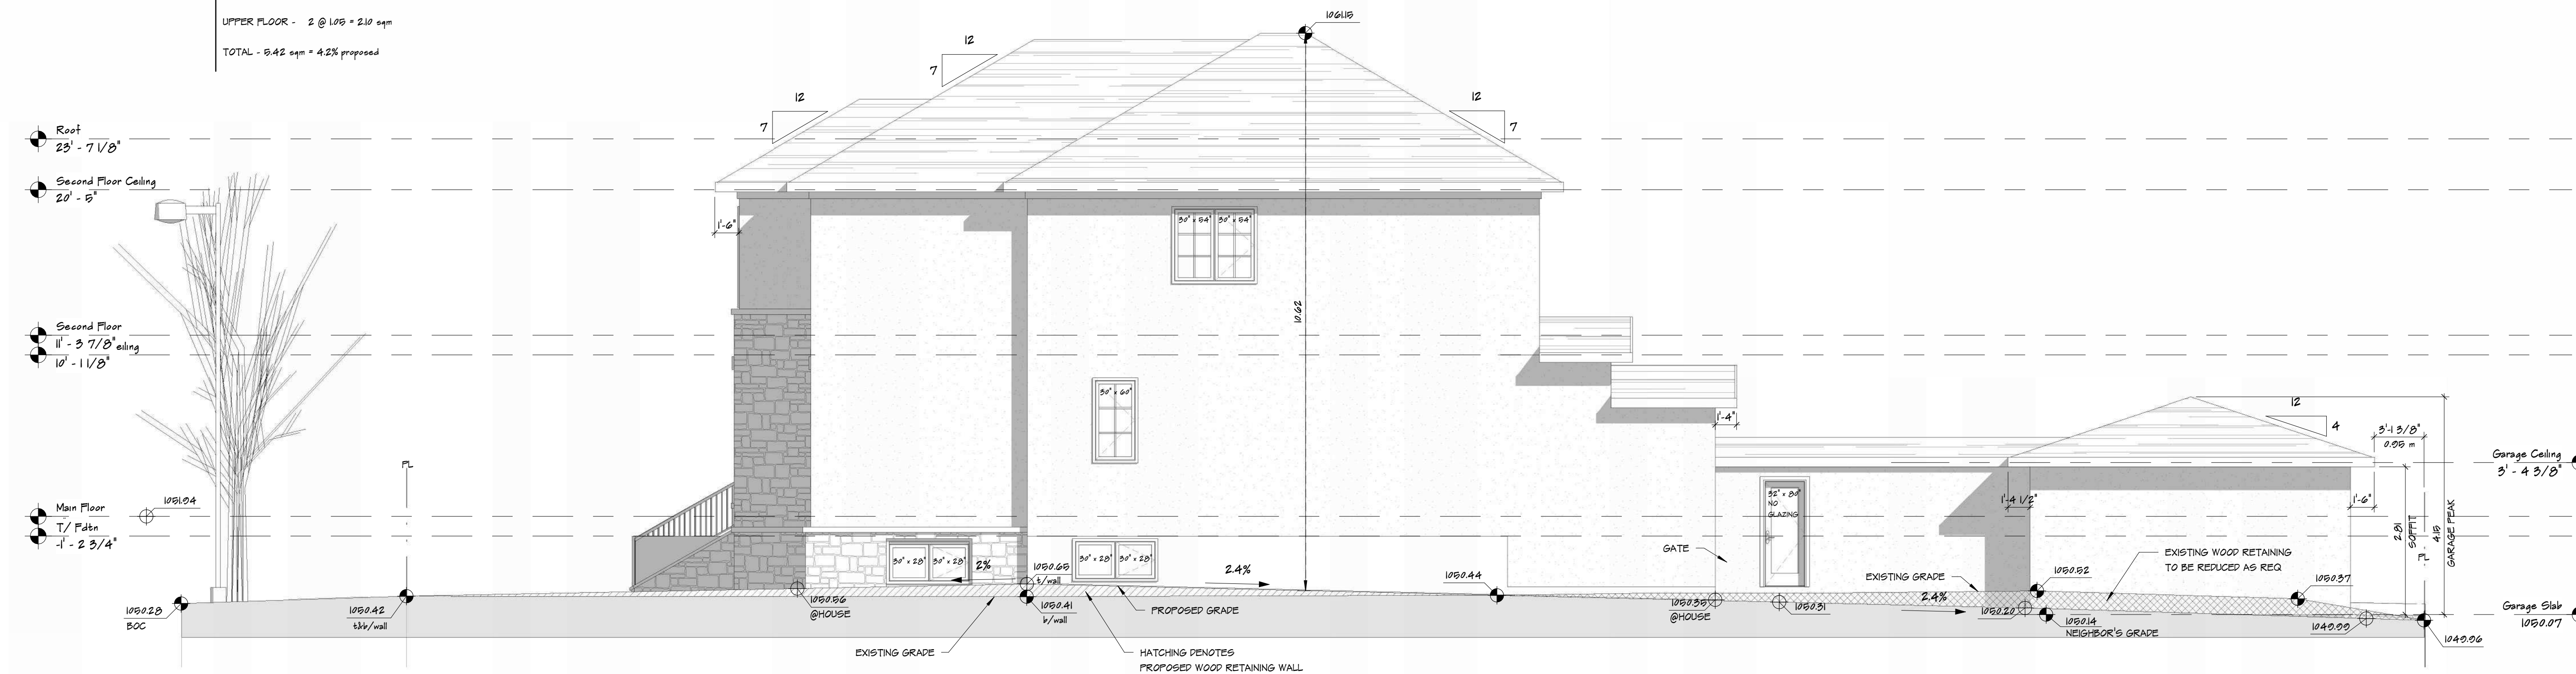 UPPER FLOOR - 2 @ 1.05 = 2.10 sqm
TOTAL - 5.42 sqm = 4.2% proposed
1061.15
12
7
12
7
12
7
Roof
23' - 7 1/8"
Second Floor Ceiling
20' - 5"
1'-6"
30" x 54"
30" x 54"
10.62
Second Floor
11' - 3 7/8"
eiling
10' - 1 1/8"
30" x 60"
1'-4"
12
4
3'-1 3/8"
0.95 m
Garage Ceiling
3' - 4 3/8"
PL
1051.94
Main Floor
T/ Fdtn
-1' - 2 3/4"
32" x 80"
NO
GLAZING
1'-4 1/2"
1'-6"
2.81
SOFFIT
4.15
GARAGE PEAK
PL
GATE
30" x 28"
30" x 28"
2%
1050.65
t/wall
30" x 28"
30" x 28"
2.4%
1050.44
EXISTING GRADE
EXISTING WOOD RETAINING
TO BE REDUCED AS REQ
1050.52
1050.37
1050.28
BOC
1050.42
t&b/wall
1050.56
@HOUSE
1050.41
b/wall
PROPOSED GRADE
1050.35
@HOUSE
1050.31
2.4%
1050.20
1050.14
NEIGHBOR'S GRADE
1049.99
1049.96
Garage Slab
1050.07
EXISTING GRADE
HATCHING DENOTES
PROPOSED WOOD RETAINING WALL